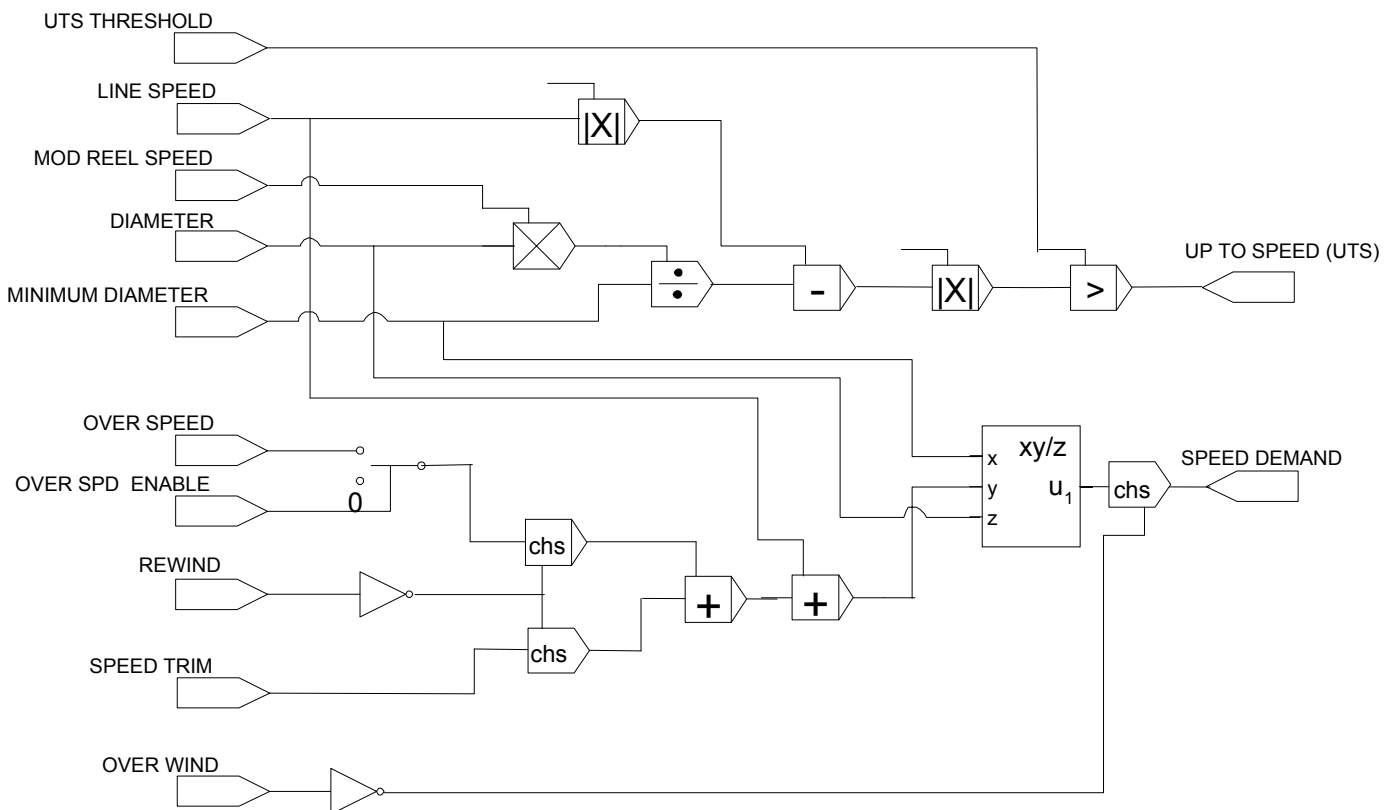 UTS THRESHOLD
LINE SPEED
|X|
MOD REEL SPEED
DIAMETER
UP TO SPEED (UTS)
MINIMUM DIAMETER
÷
-
|X|
>
OVER SPEED
xy/z
x
SPEED DEMAND
OVER SPD ENABLE
0
y
u1
chs
z
chs
REWIND
+
+
chs
SPEED TRIM
OVER WIND